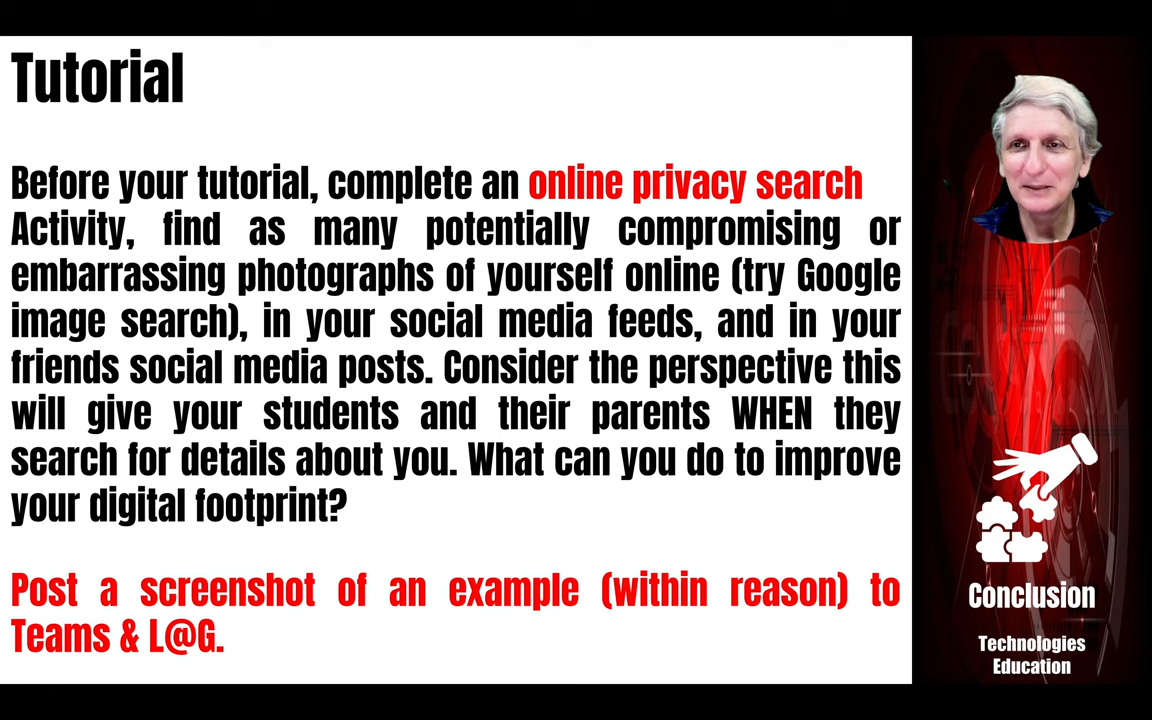 Tutorial
Before your tutorial, complete an online privacy search
Activity, find as many potentially compromising or
embarrassing photographs of yourself online (try Google
image search), in your social media feeds, and in your
friends social media posts. Consider the perspective this
will give your students and their parents WHEN they
search for details about you. What can you do to improve
your digital footprint?
Post a screenshot of an example (within reason) to
Teams & L@G.
Conclusion
Technologies
Education